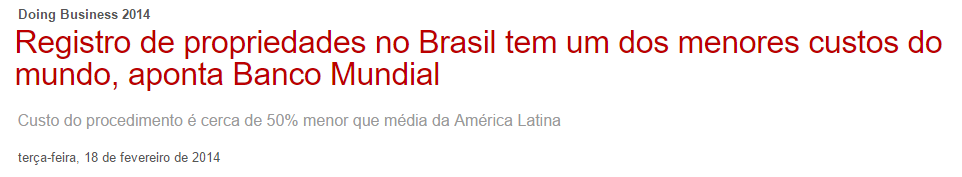 Doing Business 2014
Registro de propriedades no Brasil tem um dos menores custos do
mundo, aponta Banco Mundial
Custo do procedimento é cerca de 50% menor que média da América Latina
terça-feira, 18 de fevereiro de 2014